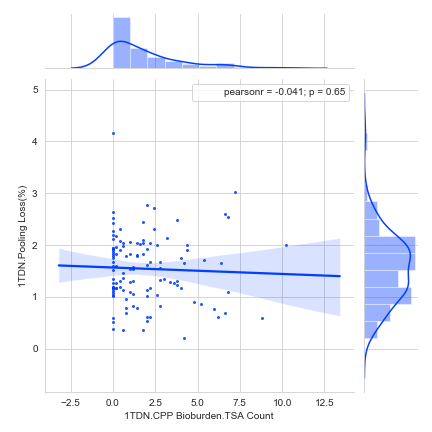 pearsonr = -0.041; p = 0.65
5
4
3
2
1
0
1TDN.Pooling Loss(%)
−2.5 0.0 2.5 5.0 7.5 10.0 12.5
1TDN.CPP Bioburden.TSA Count